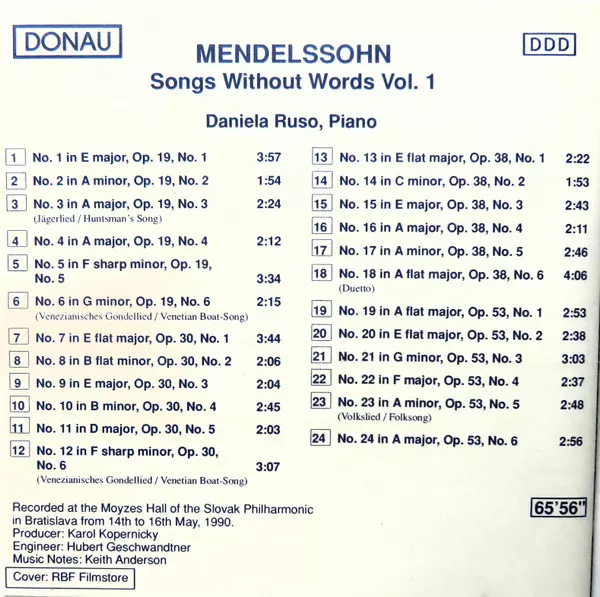 DONAU
DDD
MENDELSSOHN
Songs Without Words Vol. 1
Daniela Ruso, Piano
1 No. 1 in E major, Op. 19, No. 1 3:57
2 No. 2 in A minor, Op. 19, No. 2 1:54
3 No. 3 in A major, Op. 19, No. 3 2:24
(Jägerlied / Huntsman's Song)
4 No. 4 in A major, Op. 19, No. 4 2:12
5 No. 5 in F sharp minor, Op. 19,
No. 5 3:34
6 No. 6 in G minor, Op. 19, No. 6 2:15
(Venezianisches Gondellied / Venetian Boat-Song)
7 No. 7 in E flat major, Op. 30, No. 1 3:44
8 No. 8 in B flat minor, Op. 30, No. 2 2:06
9 No. 9 in E major, Op. 30, No. 3 2:04
10 No. 10 in B minor, Op. 30, No. 4 2:45
11 No. 11 in D major, Op. 30, No. 5 2:03
12 No. 12 in F sharp minor, Op. 30,
No. 6 3:07
(Venezianisches Gondellied / Venetian Boat-Song)
13 No. 13 in E flat major, Op. 38, No. 1 2:22
14 No. 14 in C minor, Op. 38, No. 2 1:53
15 No. 15 in E major, Op. 38, No. 3 2:43
16 No. 16 in A major, Op. 38, No. 4 2:11
17 No. 17 in A minor, Op. 38, No. 5 2:46
18 No. 18 in A flat major, Op. 38, No. 6 4:06
(Duetto)
19 No. 19 in A flat major, Op. 53, No. 1 2:53
20 No. 20 in E flat major, Op. 53, No. 2 2:38
21 No. 21 in G minor, Op. 53, No. 3 3:03
22 No. 22 in F major, Op. 53, No. 4 2:37
23 No. 23 in A minor, Op. 53, No. 5 2:48
(Volkslied / Folksong)
24 No. 24 in A major, Op. 53, No. 6 2:56
65'56"
Recorded at the Moyzes Hall of the Slovak Philharmonic
in Bratislava from 14th to 16th May, 1990.
Producer: Karol Kopernicky
Engineer: Hubert Geschwandtner
Music Notes: Keith Anderson
Cover: RBF Filmstore